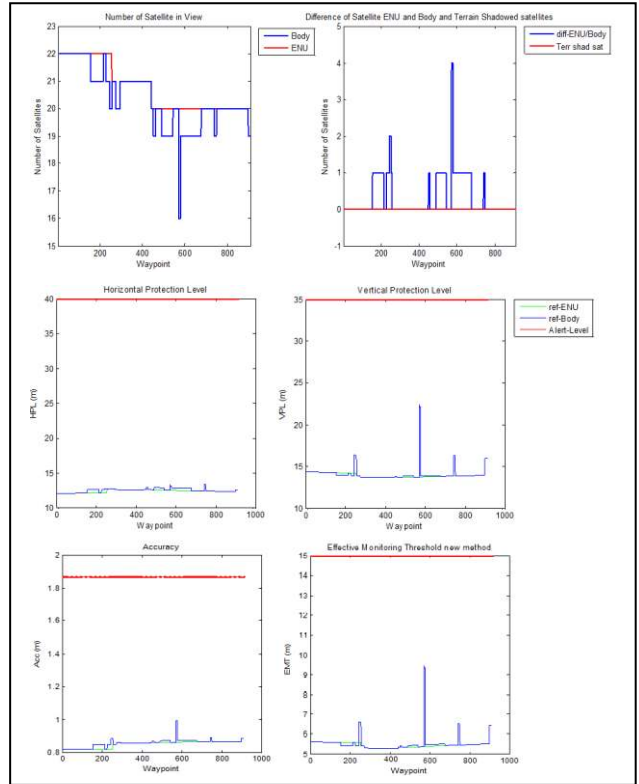 Number of Satellite in View
Body
ENU
Number of Satellites
23
22
21
20
19
18
17
16
15
200 400 600 800
Waypoint
Difference of Satellite ENU and Body and Terrain Shadowed satellites
diff-ENU/Body
Terr shad sat
Number of Satellites
5
4
3
2
1
0
-1
200 400 600 800
Waypoint
Horizontal Protection Level
HPL (m)
40
35
30
25
20
15
10
0 200 400 600 800 1000
Waypoint
Vertical Protection Level
ref-ENU
ref-Body
Alert-Level
VPL (m)
35
30
25
20
15
10
0 200 400 600 800 1000
Waypoint
Accuracy
Acc (m)
2
1.8
1.6
1.4
1.2
1
0.8
0 200 400 600 800 1000
Waypoint
Effective Monitoring Threshold new method
EMT (m)
15
14
13
12
11
10
9
8
7
6
5
0 200 400 600 800 1000
Waypoint